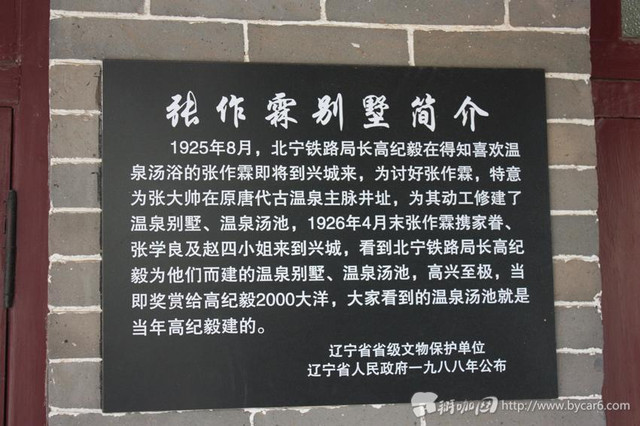 张作霖别墅简介
1925年8月，北宁铁路局长高纪毅在得知喜欢温
泉汤浴的张作霖即将到兴城来，为讨好张作霖，特意
为张大帅在原唐代古温泉主脉井址，为其动工修建了
温泉别墅、温泉汤池，1926年4月末张作霖携家眷、
张学良及赵四小姐来到兴城，看到北宁铁路局长高纪
毅为他们而建的温泉别墅、温泉汤池，高兴至极，当
即奖赏给高纪毅2000大洋，大家看到的温泉汤池就是
当年高纪毅建的。
辽宁省省级文物保护单位
辽宁省人民政府一九八八年公布
http://www.bycar6.com/